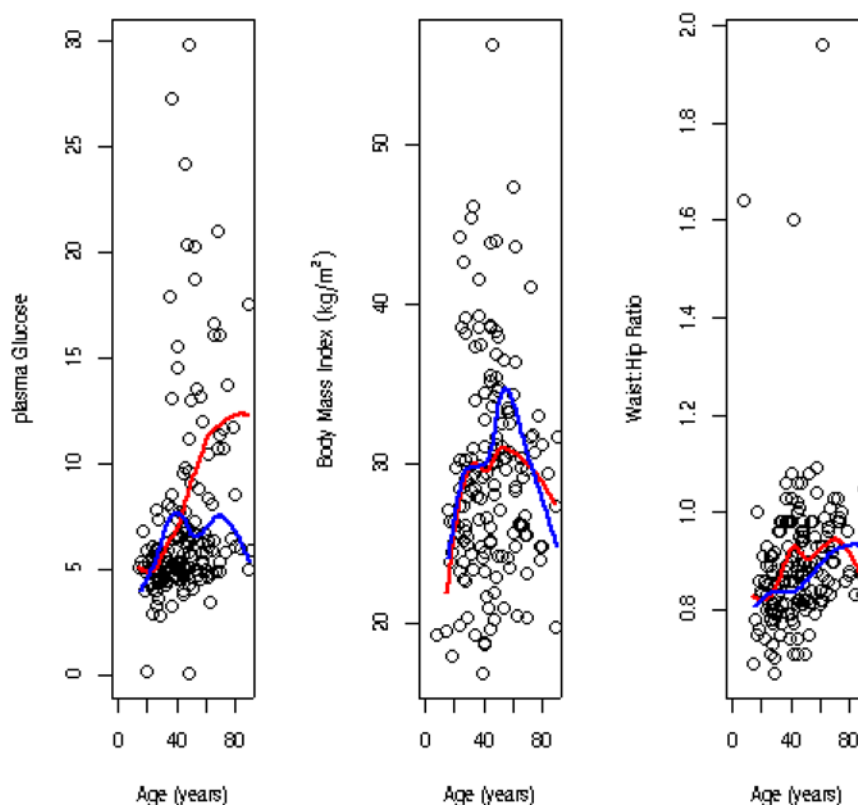 plasma Glucose
30
25
20
15
10
5
0
0 40 80
Age (years)
Body Mass Index (kg/m²)
50
40
30
20
0 40 80
Age (years)
Waist:Hip Ratio
2.0
1.8
1.6
1.4
1.2
1.0
0.8
0 40 80
Age (years)